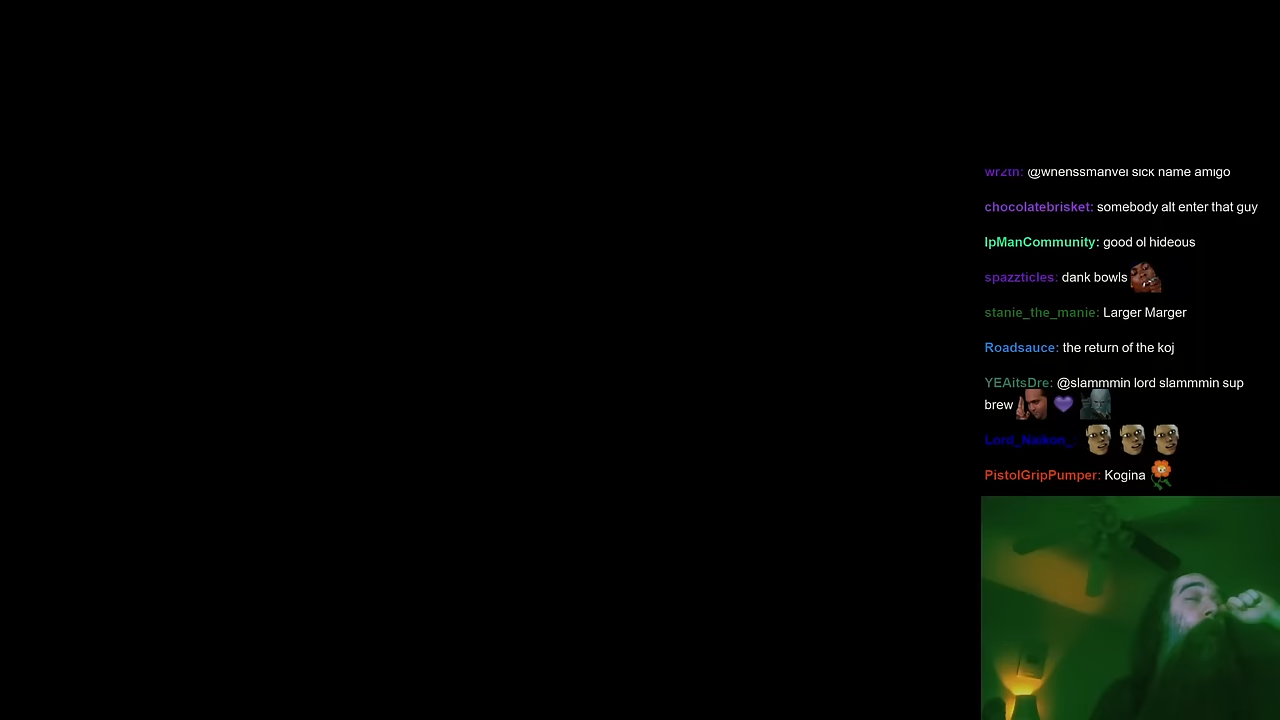 wr2th: @whenssmanvel sick name amigo
chocolatebrisket: somebody alt enter that guy
IpManCommunity: good ol hideous
spazzticles: dank bowls
stanie_the_manie: Larger Marger
Roadsauce: the return of the koj
YEAitsDre: @slammmin lord slammmin sup
brew
Lord_Naikon_:
PistolGripPumper: Kogina